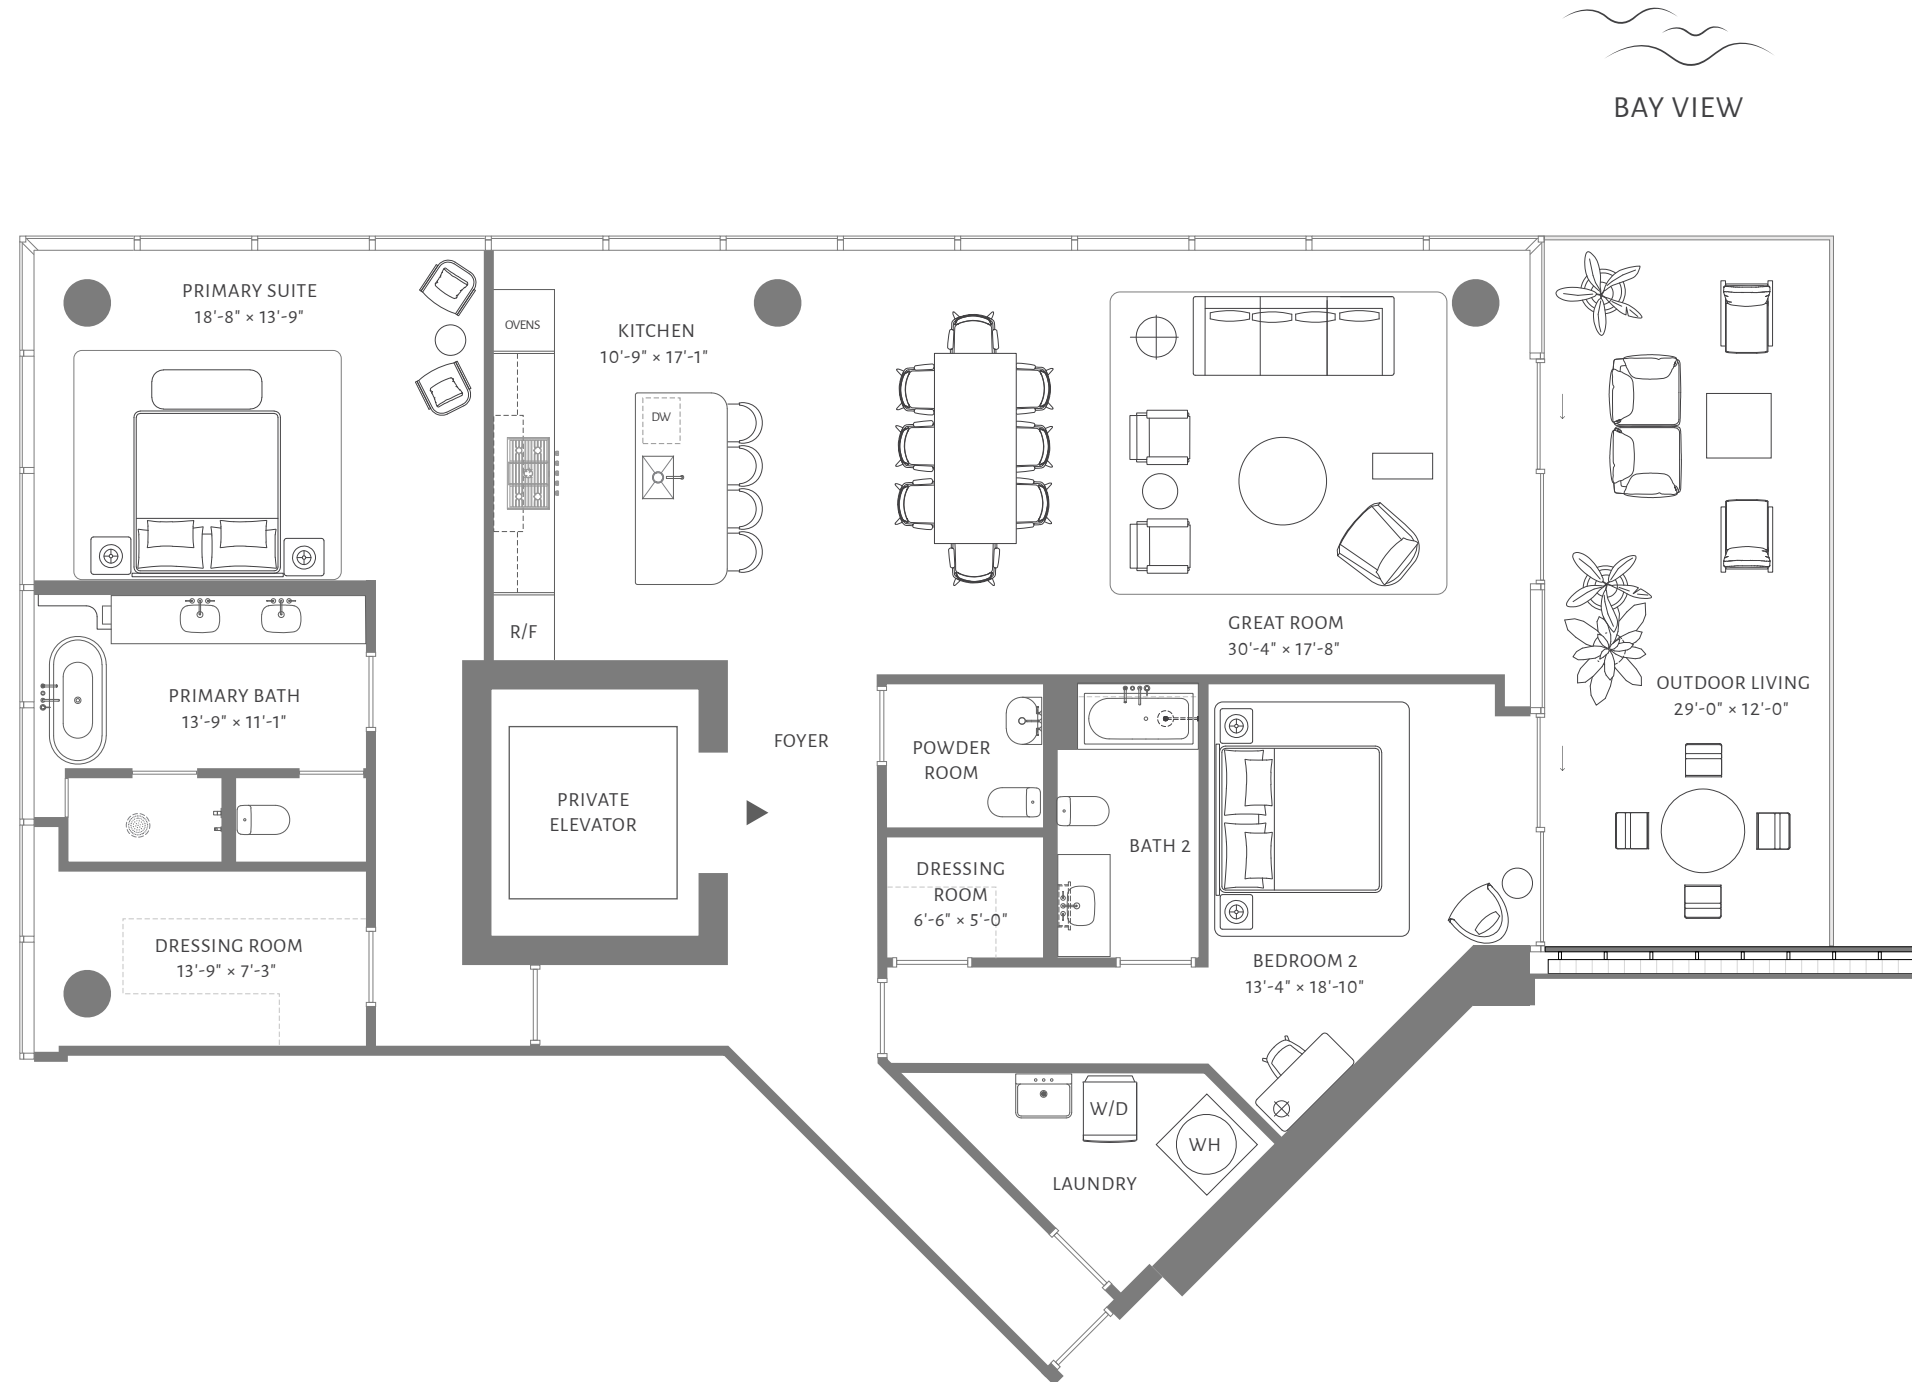 BAY VIEW
PRIMARY SUITE
18'-8" × 13'-9"
OVENS
KITCHEN
10'-9" × 17'-1"
DW
R/F
GREAT ROOM
30'-4" × 17'-8"
OUTDOOR LIVING
29'-0" × 12'-0"
PRIMARY BATH
13'-9" × 11'-1"
FOYER
POWDER
ROOM
PRIVATE
ELEVATOR
BATH 2
DRESSING
ROOM
6'-6" × 5'-0"
DRESSING ROOM
13'-9" × 7'-3"
BEDROOM 2
13'-4" × 18'-10"
W/D
WH
LAUNDRY